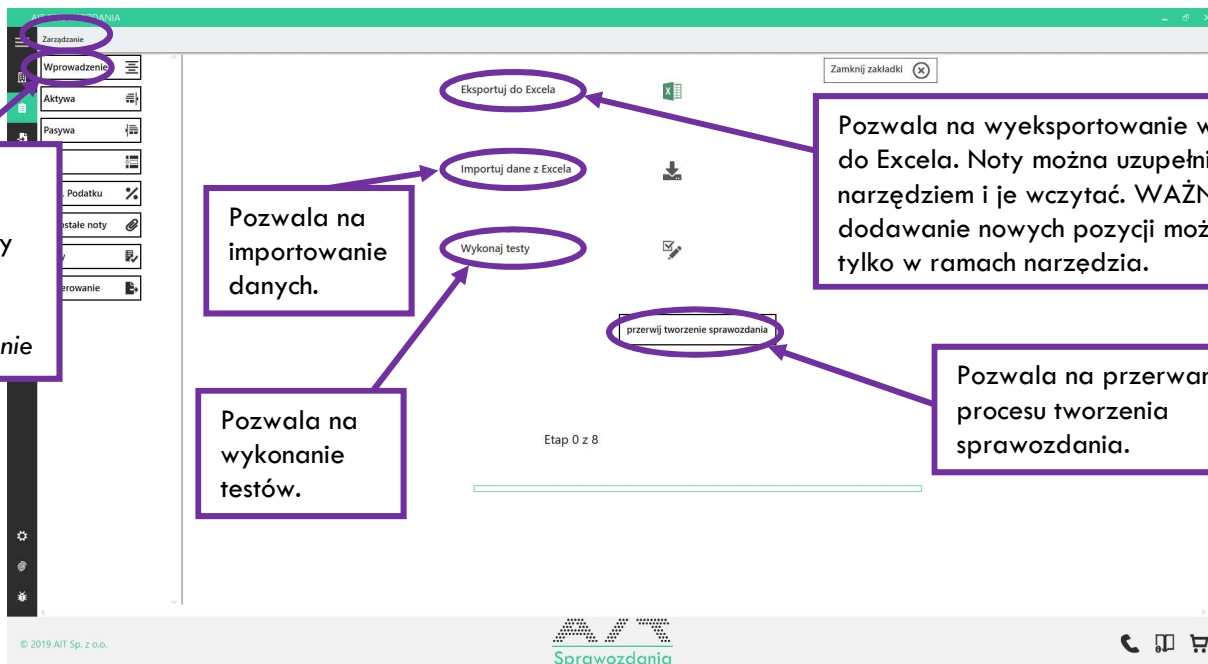 Zarządzanie
Wprowadzenie
Aktywa
Pasywa
Podatku
noty
y
nie
Zamknij zakładki
Eksportuj do Excela
Importuj dane z Excela
Wykonaj testy
przerwij tworzenie sprawozdania
Etap 0 z 8
Pozwala na
importowanie
danych.
Pozwala na
wykonanie
testów.
Pozwala na wyeksportowanie w
do Excela. Noty można uzupełni
narzędziem i je wczytać. WAŻN
dodawanie nowych pozycji moż
tylko w ramach narzędzia.
Pozwala na przerwan
procesu tworzenia
sprawozdania.
© 2019 AIT Sp. z o.o.
AIT
Sprawozdania